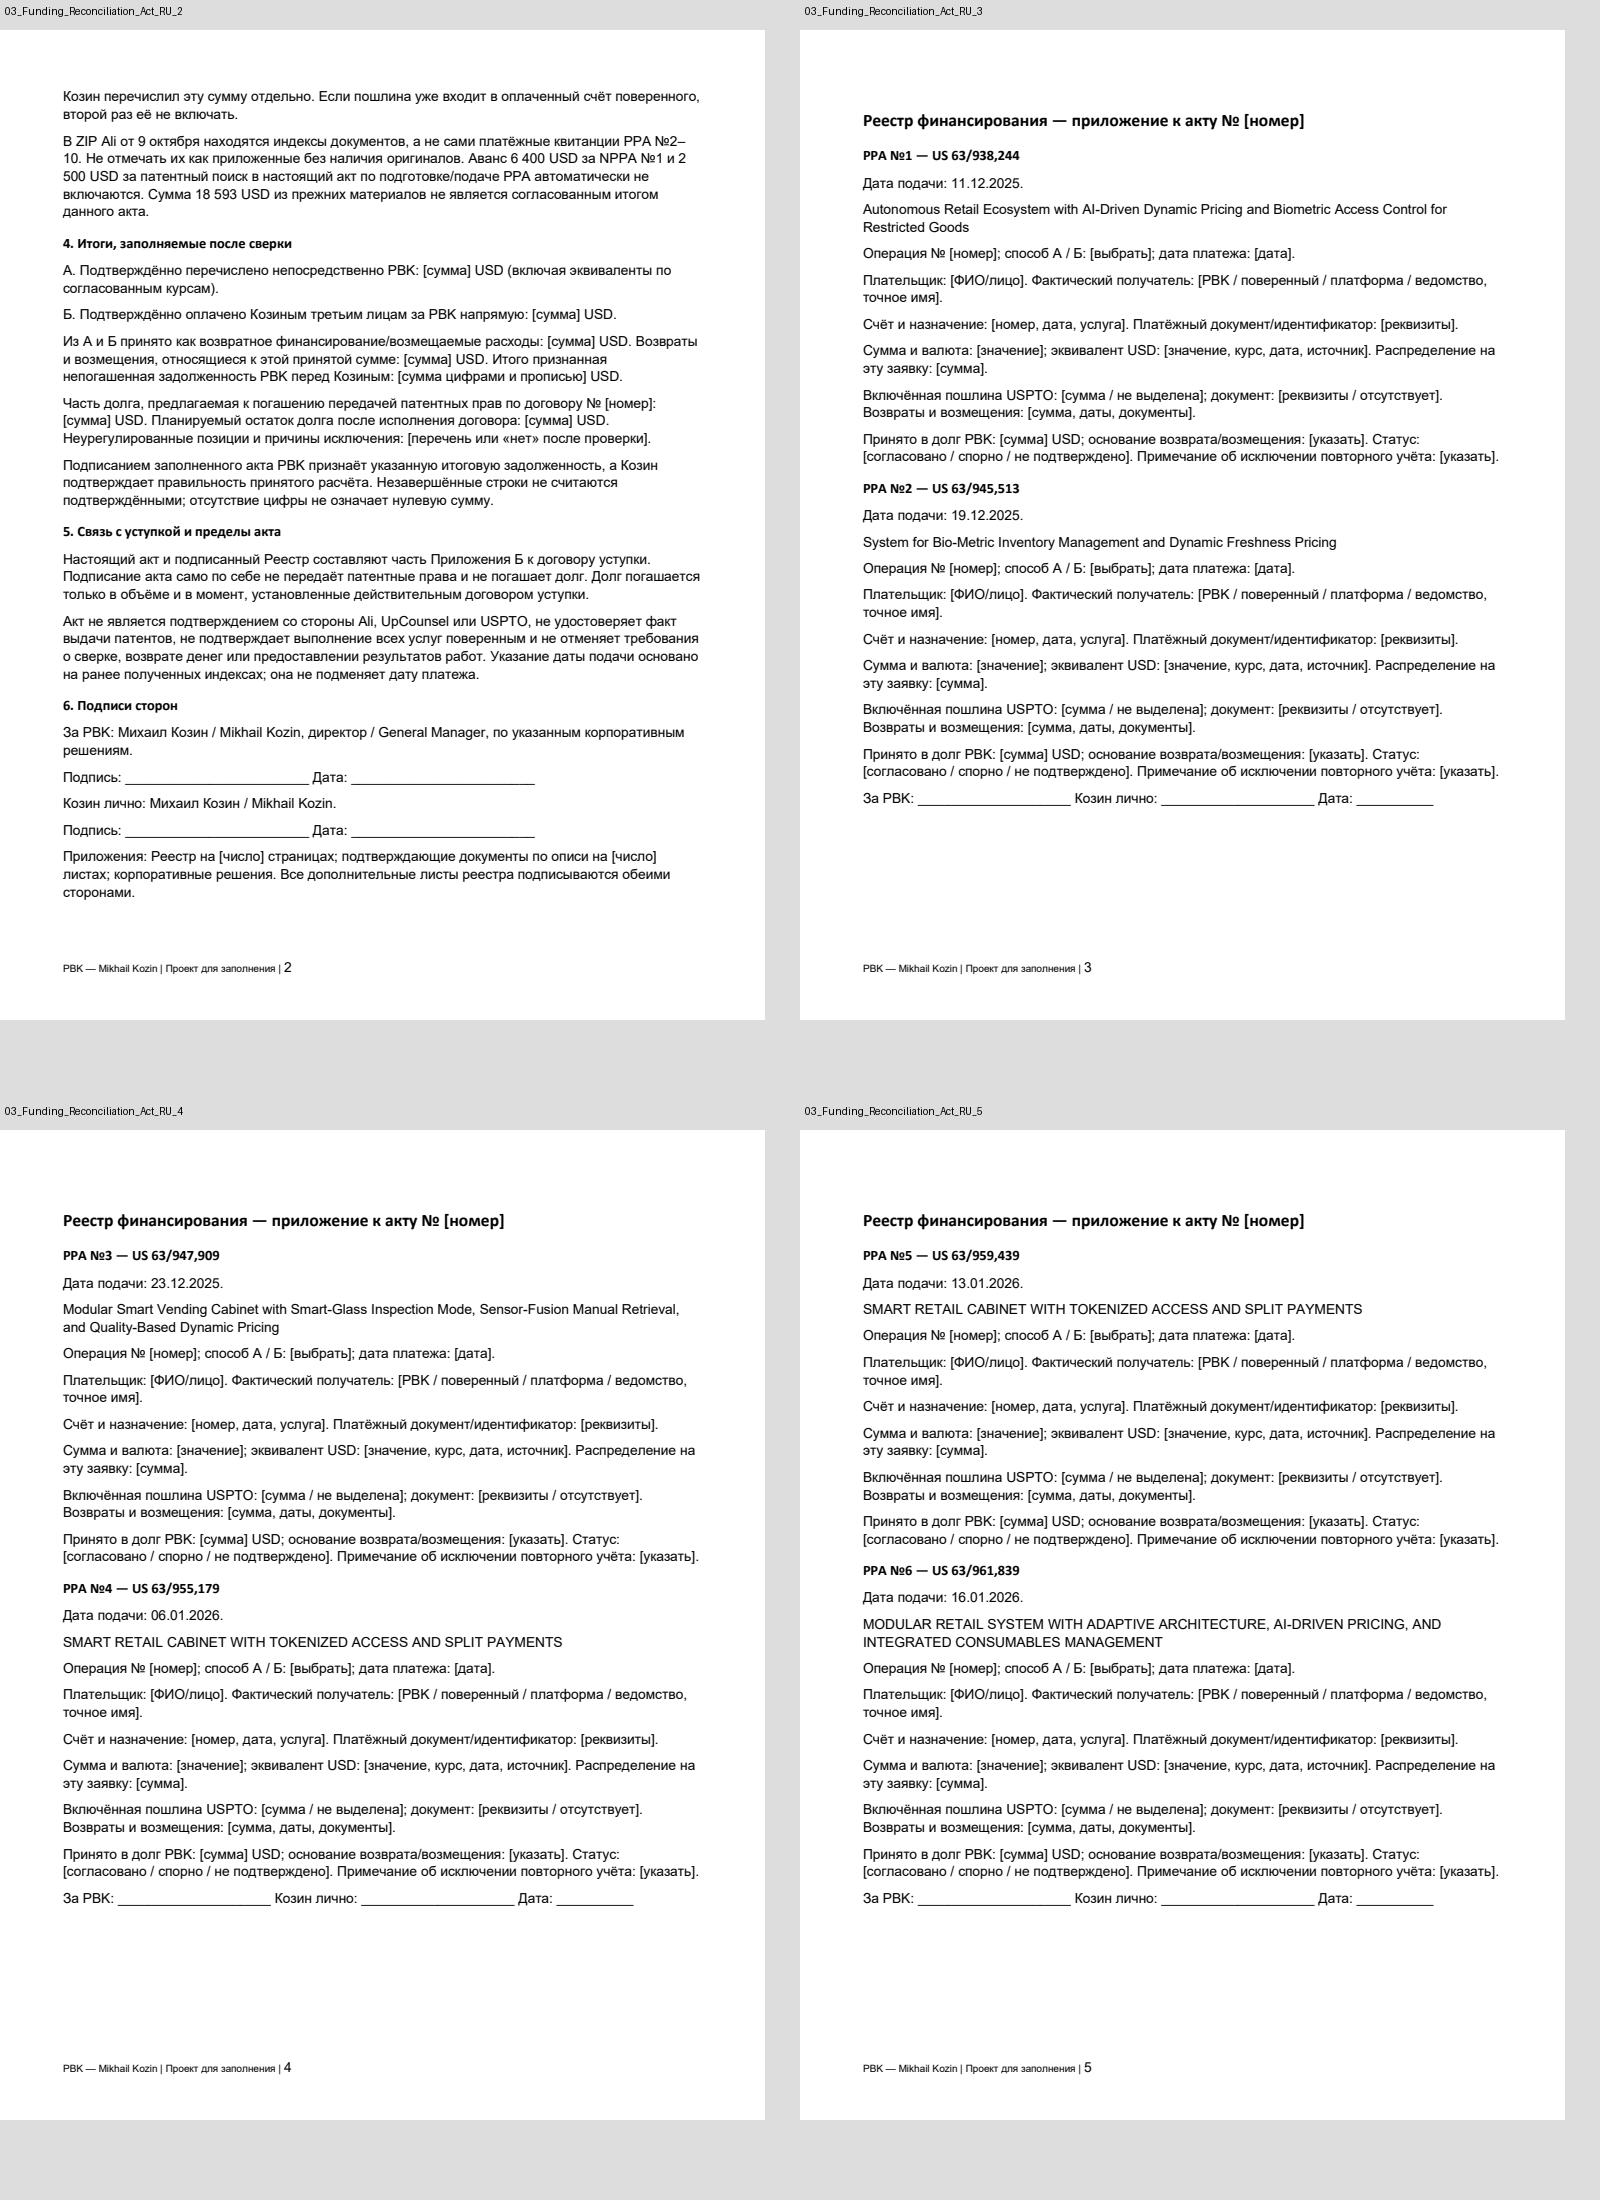 03_Funding_Reconciliation_Act_RU_2
Козин перечислил эту сумму отдельно. Если пошлина уже входит в оплаченный счёт поверенного,
второй раз её не включать.
В ZIP Ali от 9 октября находятся индексы документов, а не сами платёжные квитанции PPA №2–
10. Не отмечать их как приложенные без наличия оригиналов. Аванс 6 400 USD за NPPA №1 и 2
500 USD за патентный поиск в настоящий акт по подготовке/подаче PPA автоматически не
включаются. Сумма 18 593 USD из прежних материалов не является согласованным итогом
данного акта.
4. Итоги, заполняемые после сверки
А. Подтверждённо перечислено непосредственно PBK: [сумма] USD (включая эквиваленты по
согласованным курсам).
Б. Подтверждённо оплачено Козиным третьим лицам за PBK напрямую: [сумма] USD.
Из А и Б принято как возвратное финансирование/возмещаемые расходы: [сумма] USD. Возвраты
и возмещения, относящиеся к этой принятой сумме: [сумма] USD. Итого признанная
непогашенная задолженность PBK перед Козиным: [сумма цифрами и прописью] USD.
Часть долга, предлагаемая к погашению передачей патентных прав по договору № [номер]:
[сумма] USD. Планируемый остаток долга после исполнения договора: [сумма] USD.
Неурегулированные позиции и причины исключения: [перечень или «нет» после проверки].
Подписанием заполненного акта PBK признаёт указанную итоговую задолженность, а Козин
подтверждает правильность принятого расчёта. Незавершённые строки не считаются
подтверждёнными; отсутствие цифры не означает нулевую сумму.
5. Связь с уступкой и пределы акта
Настоящий акт и подписанный Реестр составляют часть Приложения Б к договору уступки.
Подписание акта само по себе не передаёт патентные права и не погашает долг. Долг погашается
только в объёме и в момент, установленные действительным договором уступки.
Акт не является подтверждением со стороны Ali, UpCounsel или USPTO, не удостоверяет факт
выдачи патентов, не подтверждает выполнение всех услуг поверенным и не отменяет требования
о сверке, возврате денег или предоставлении результатов работ. Указание даты подачи основано
на ранее полученных индексах; она не подменяет дату платежа.
6. Подписи сторон
За PBK: Михаил Козин / Mikhail Kozin, директор / General Manager, по указанным корпоративным
решениям.
Подпись: ________________________ Дата: ________________________
Козин лично: Михаил Козин / Mikhail Kozin.
Подпись: ________________________ Дата: ________________________
Приложения: Реестр на [число] страницах; подтверждающие документы по описи на [число]
листах; корпоративные решения. Все дополнительные листы реестра подписываются обеими
сторонами.
PBK — Mikhail Kozin | Проект для заполнения | 2
03_Funding_Reconciliation_Act_RU_3
Реестр финансирования — приложение к акту № [номер]
PPA №1 — US 63/938,244
Дата подачи: 11.12.2025.
Autonomous Retail Ecosystem with AI-Driven Dynamic Pricing and Biometric Access Control for
Restricted Goods
Операция № [номер]; способ А / Б: [выбрать]; дата платежа: [дата].
Плательщик: [ФИО/лицо]. Фактический получатель: [PBK / поверенный / платформа / ведомство,
точное имя].
Счёт и назначение: [номер, дата, услуга]. Платёжный документ/идентификатор: [реквизиты].
Сумма и валюта: [значение]; эквивалент USD: [значение, курс, дата, источник]. Распределение на
эту заявку: [сумма].
Включённая пошлина USPTO: [сумма / не выделена]; документ: [реквизиты / отсутствует].
Возвраты и возмещения: [сумма, даты, документы].
Принято в долг PBK: [сумма] USD; основание возврата/возмещения: [указать]. Статус:
[согласовано / спорно / не подтверждено]. Примечание об исключении повторного учёта: [указать].
PPA №2 — US 63/945,513
Дата подачи: 19.12.2025.
System for Bio-Metric Inventory Management and Dynamic Freshness Pricing
Операция № [номер]; способ А / Б: [выбрать]; дата платежа: [дата].
Плательщик: [ФИО/лицо]. Фактический получатель: [PBK / поверенный / платформа / ведомство,
точное имя].
Счёт и назначение: [номер, дата, услуга]. Платёжный документ/идентификатор: [реквизиты].
Сумма и валюта: [значение]; эквивалент USD: [значение, курс, дата, источник]. Распределение на
эту заявку: [сумма].
Включённая пошлина USPTO: [сумма / не выделена]; документ: [реквизиты / отсутствует].
Возвраты и возмещения: [сумма, даты, документы].
Принято в долг PBK: [сумма] USD; основание возврата/возмещения: [указать]. Статус:
[согласовано / спорно / не подтверждено]. Примечание об исключении повторного учёта: [указать].
За PBK: ____________________ Козин лично: ____________________ Дата: __________
PBK — Mikhail Kozin | Проект для заполнения | 3
03_Funding_Reconciliation_Act_RU_4
Реестр финансирования — приложение к акту № [номер]
PPA №3 — US 63/947,909
Дата подачи: 23.12.2025.
Modular Smart Vending Cabinet with Smart-Glass Inspection Mode, Sensor-Fusion Manual Retrieval,
and Quality-Based Dynamic Pricing
Операция № [номер]; способ А / Б: [выбрать]; дата платежа: [дата].
Плательщик: [ФИО/лицо]. Фактический получатель: [PBK / поверенный / платформа / ведомство,
точное имя].
Счёт и назначение: [номер, дата, услуга]. Платёжный документ/идентификатор: [реквизиты].
Сумма и валюта: [значение]; эквивалент USD: [значение, курс, дата, источник]. Распределение на
эту заявку: [сумма].
Включённая пошлина USPTO: [сумма / не выделена]; документ: [реквизиты / отсутствует].
Возвраты и возмещения: [сумма, даты, документы].
Принято в долг PBK: [сумма] USD; основание возврата/возмещения: [указать]. Статус:
[согласовано / спорно / не подтверждено]. Примечание об исключении повторного учёта: [указать].
PPA №4 — US 63/955,179
Дата подачи: 06.01.2026.
SMART RETAIL CABINET WITH TOKENIZED ACCESS AND SPLIT PAYMENTS
Операция № [номер]; способ А / Б: [выбрать]; дата платежа: [дата].
Плательщик: [ФИО/лицо]. Фактический получатель: [PBK / поверенный / платформа / ведомство,
точное имя].
Счёт и назначение: [номер, дата, услуга]. Платёжный документ/идентификатор: [реквизиты].
Сумма и валюта: [значение]; эквивалент USD: [значение, курс, дата, источник]. Распределение на
эту заявку: [сумма].
Включённая пошлина USPTO: [сумма / не выделена]; документ: [реквизиты / отсутствует].
Возвраты и возмещения: [сумма, даты, документы].
Принято в долг PBK: [сумма] USD; основание возврата/возмещения: [указать]. Статус:
[согласовано / спорно / не подтверждено]. Примечание об исключении повторного учёта: [указать].
За PBK: ____________________ Козин лично: ____________________ Дата: __________
PBK — Mikhail Kozin | Проект для заполнения | 4
03_Funding_Reconciliation_Act_RU_5
Реестр финансирования — приложение к акту № [номер]
PPA №5 — US 63/959,439
Дата подачи: 13.01.2026.
SMART RETAIL CABINET WITH TOKENIZED ACCESS AND SPLIT PAYMENTS
Операция № [номер]; способ А / Б: [выбрать]; дата платежа: [дата].
Плательщик: [ФИО/лицо]. Фактический получатель: [PBK / поверенный / платформа / ведомство,
точное имя].
Счёт и назначение: [номер, дата, услуга]. Платёжный документ/идентификатор: [реквизиты].
Сумма и валюта: [значение]; эквивалент USD: [значение, курс, дата, источник]. Распределение на
эту заявку: [сумма].
Включённая пошлина USPTO: [сумма / не выделена]; документ: [реквизиты / отсутствует].
Возвраты и возмещения: [сумма, даты, документы].
Принято в долг PBK: [сумма] USD; основание возврата/возмещения: [указать]. Статус:
[согласовано / спорно / не подтверждено]. Примечание об исключении повторного учёта: [указать].
PPA №6 — US 63/961,839
Дата подачи: 16.01.2026.
MODULAR RETAIL SYSTEM WITH ADAPTIVE ARCHITECTURE, AI-DRIVEN PRICING, AND
INTEGRATED CONSUMABLES MANAGEMENT
Операция № [номер]; способ А / Б: [выбрать]; дата платежа: [дата].
Плательщик: [ФИО/лицо]. Фактический получатель: [PBK / поверенный / платформа / ведомство,
точное имя].
Счёт и назначение: [номер, дата, услуга]. Платёжный документ/идентификатор: [реквизиты].
Сумма и валюта: [значение]; эквивалент USD: [значение, курс, дата, источник]. Распределение на
эту заявку: [сумма].
Включённая пошлина USPTO: [сумма / не выделена]; документ: [реквизиты / отсутствует].
Возвраты и возмещения: [сумма, даты, документы].
Принято в долг PBK: [сумма] USD; основание возврата/возмещения: [указать]. Статус:
[согласовано / спорно / не подтверждено]. Примечание об исключении повторного учёта: [указать].
За PBK: ____________________ Козин лично: ____________________ Дата: __________
PBK — Mikhail Kozin | Проект для заполнения | 5